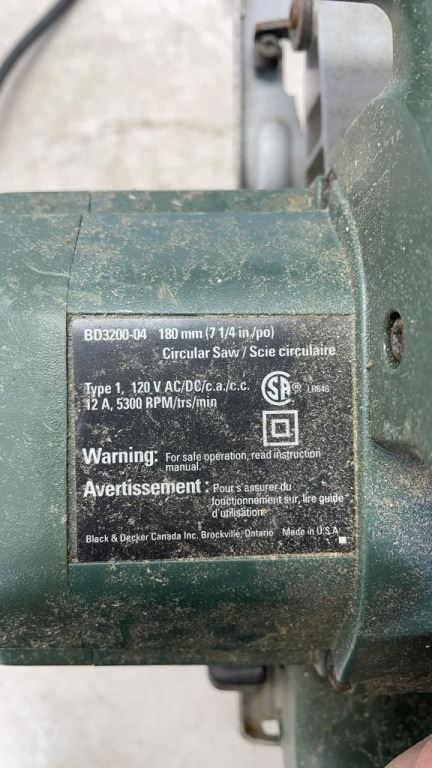 BD3200-04 180 mm (7 1/4 in./po)
Circular Saw / Scie circulaire
Type 1, 120 V AC/DC/c.a./c.c.
12 A, 5300 RPM/trs/min
SA ® LR648
Warning: For safe operation, read instruction
manual.
Avertissement : Pour s'assurer du
fonctionnement sur, lire guide
d'utilisation.
Black & Decker Canada Inc. Brockville, Ontario Made in U.S.A.